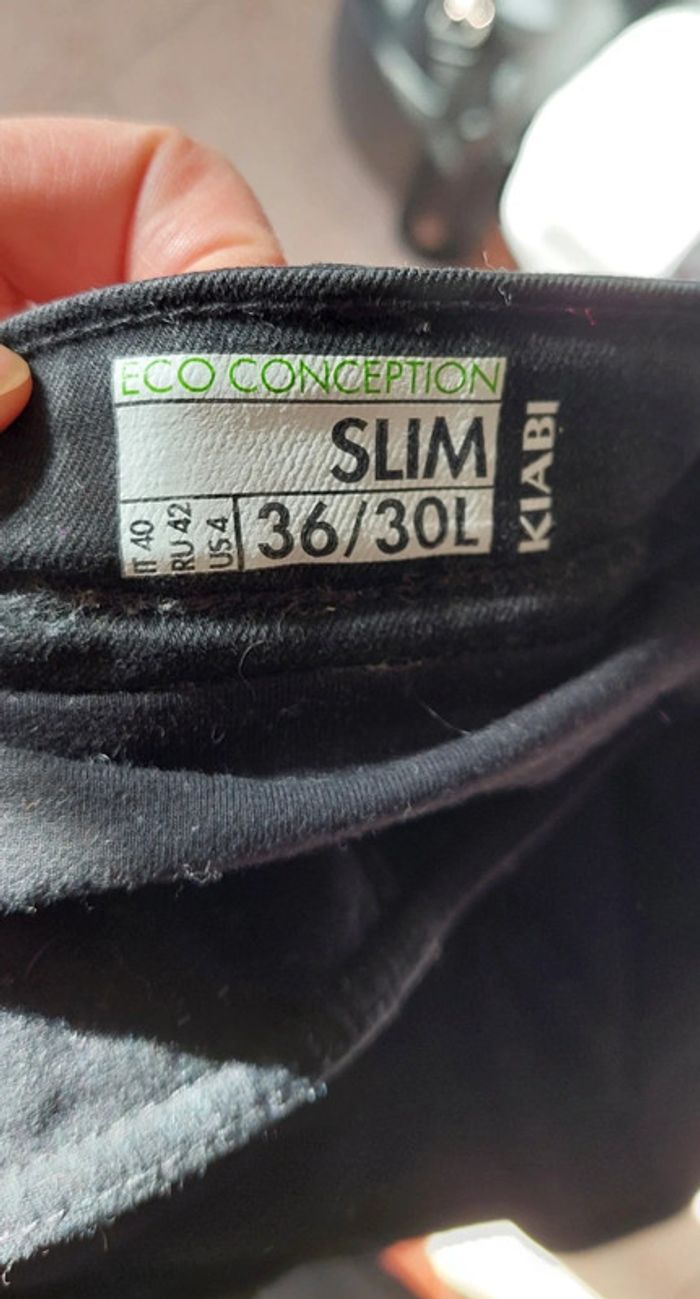 ECO CONCEPTION
SLIM
IT 40
RU 42
US 4
36/30L
KIABI